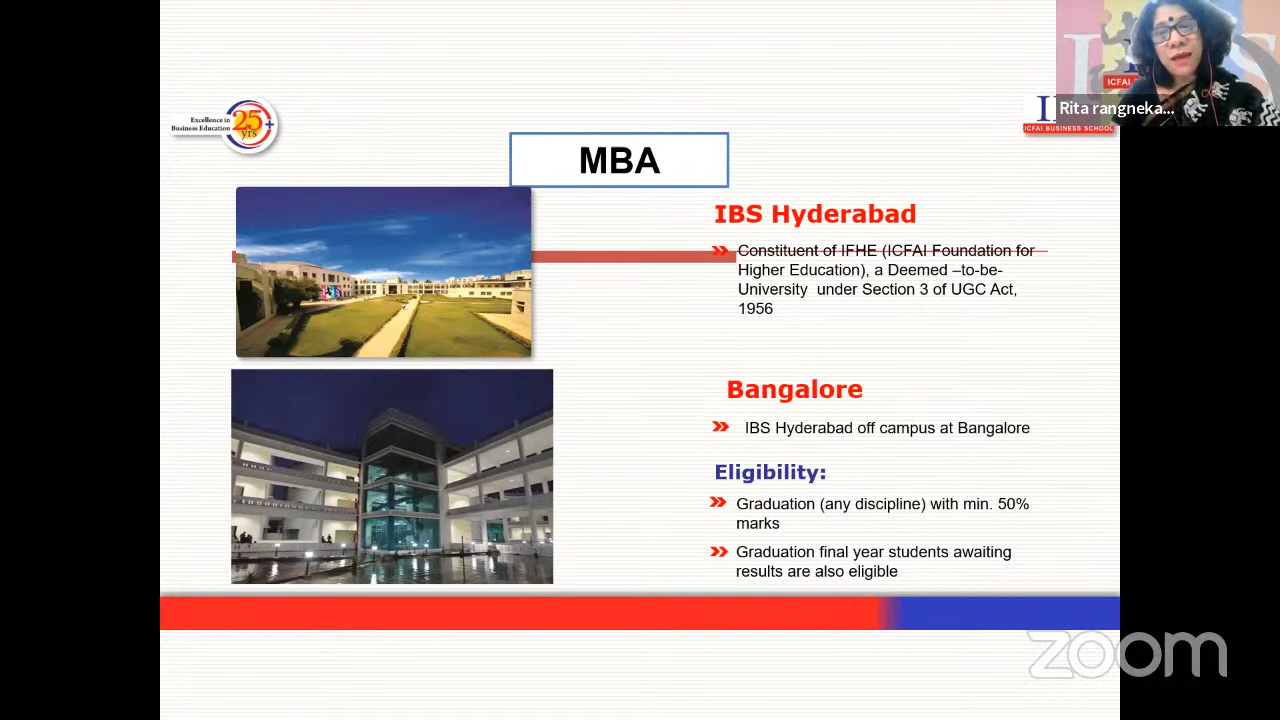 Rita rangneka...
ICFAI
ICFAI BUSINESS SCHOOL
Excellence in
Business Education
25+
yrs
MBA
IBS Hyderabad
Constituent of IFHE (ICFAI Foundation for
Higher Education), a Deemed –to-be-
University under Section 3 of UGC Act,
1956
Bangalore
IBS Hyderabad off campus at Bangalore
Eligibility:
Graduation (any discipline) with min. 50%
marks
Graduation final year students awaiting
results are also eligible
zoom